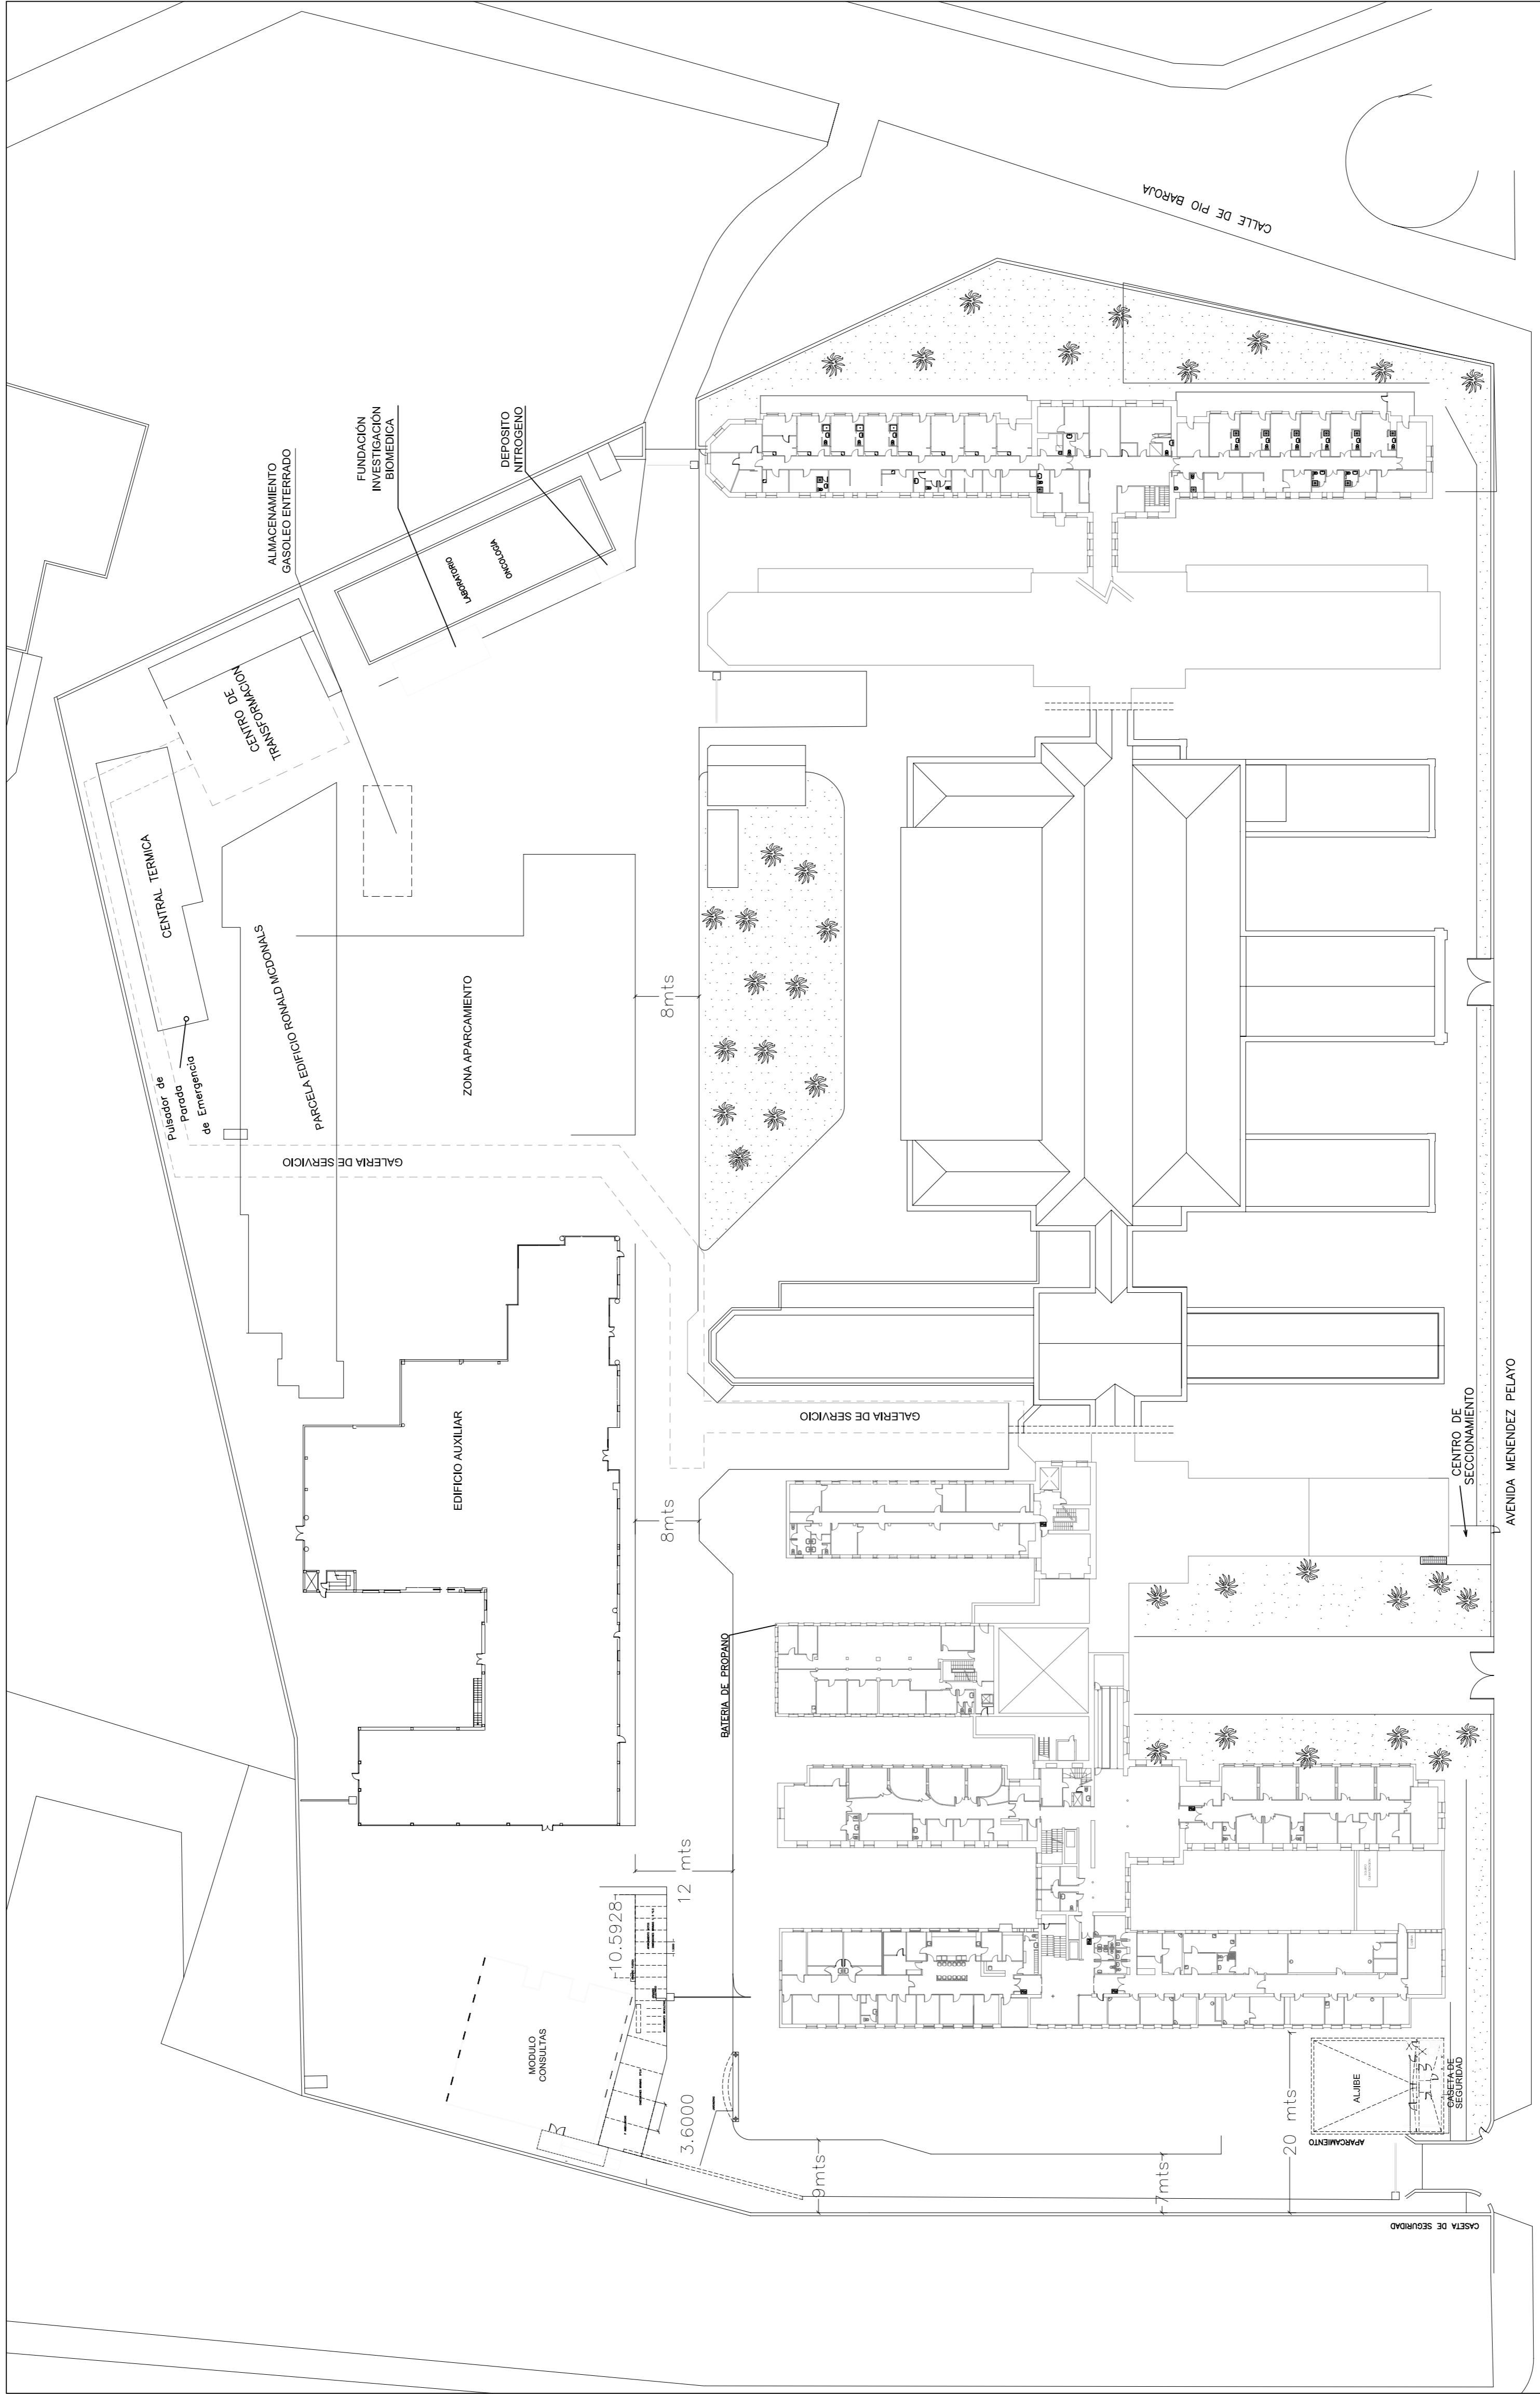 CALLE DE PIO BAROJA
ALMACENAMIENTO
GASOLEO ENTERRADO
FUNDACIÓN
INVESTIGACIÓN
BIOMEDICA
DEPOSITO
NITROGENO
LABORATORIO
ONCOLOGÍA
CENTRO DE
TRANSFORMACION
CENTRAL TERMICA
Pulsador de
Parada
de Emergencia
PARCELA EDIFICIO RONALD MCDONALS
ZONA APARCAMIENTO
8mts
GALERIA DE SERVICIO
EDIFICIO AUXILIAR
GALERIA DE SERVICIO
8mts
CENTRO DE
SECCIONAMIENTO
AVENIDA MENENDEZ PELAYO
BATERIA DE PROPANO
12 mts
10.5928
MODULO
CONSULTAS
3.6000
9mts
7mts
20 mts
ALJIBE
CASETA DE
SEGURIDAD
APARCAMIENTO
CASETA DE SEGURIDAD